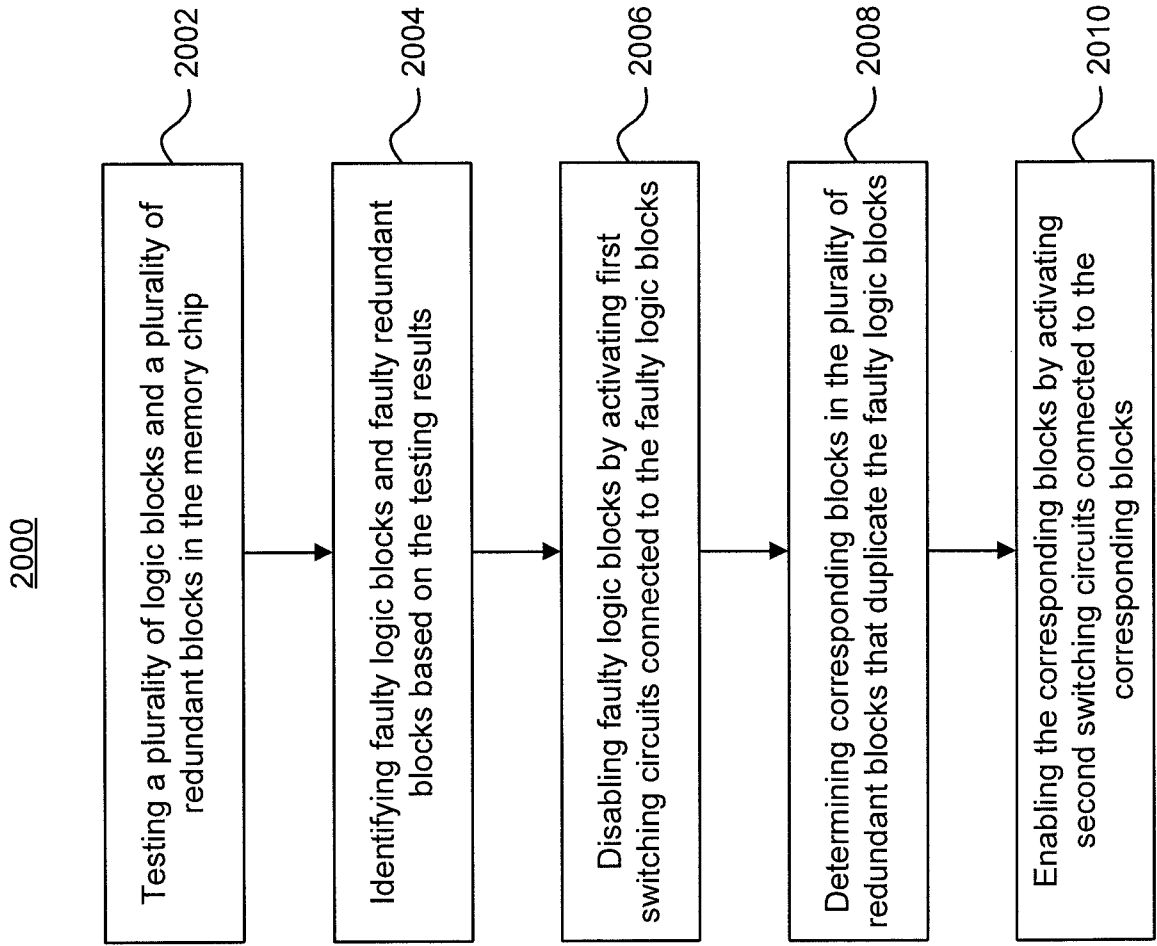 2000
Testing a plurality of logic blocks and a plurality of
redundant blocks in the memory chip
2002
Identifying faulty logic blocks and faulty redundant
blocks based on the testing results
2004
Disabling faulty logic blocks by activating first
switching circuits connected to the faulty logic blocks
2006
Determining corresponding blocks in the plurality of
redundant blocks that duplicate the faulty logic blocks
2008
Enabling the corresponding blocks by activating
second switching circuits connected to the
corresponding blocks
2010